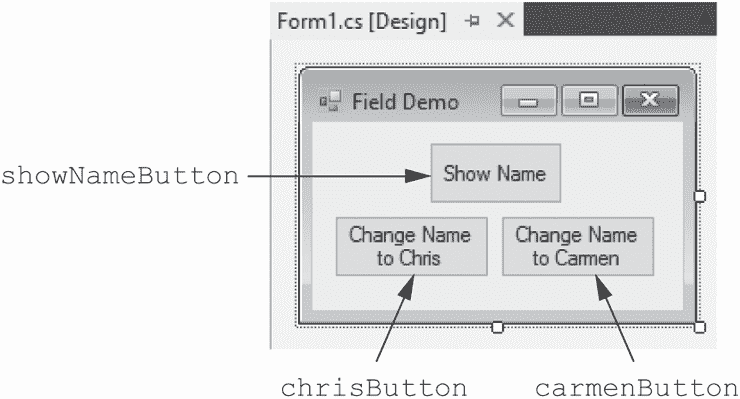 Form1.cs [Design]
Field Demo
showNameButton
Show Name
Change Name
to Chris
Change Name
to Carmen
chrisButton
carmenButton